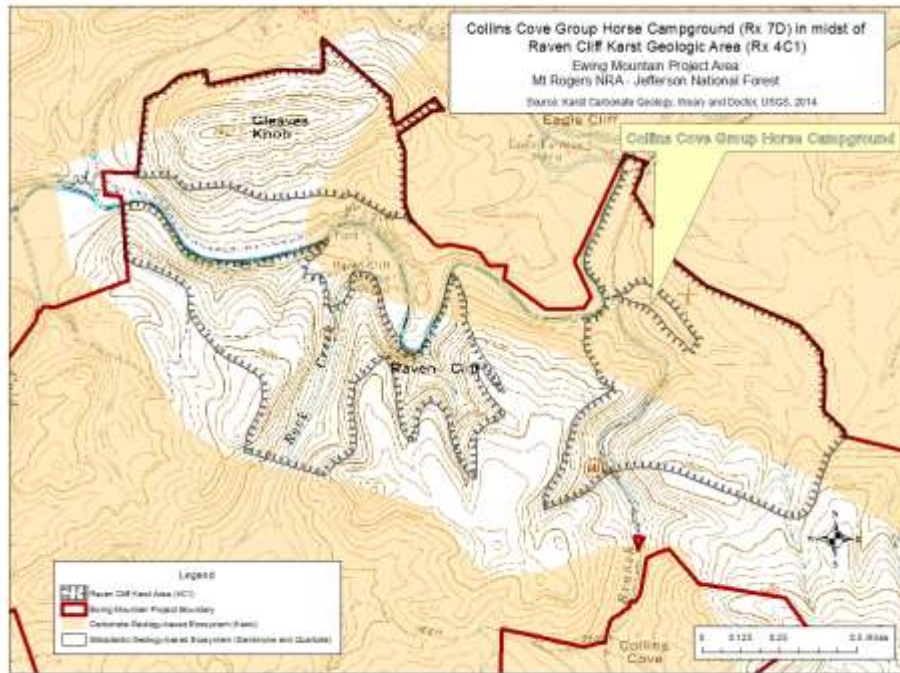 Collins Cove Group Horse Campground (Rx 7D) in midst of
Raven Cliff Karst Geologic Area (Rx 4C1)
Ewing Mountain Project Area
Mt Rogers NRA - Jefferson National Forest
Source: Karst Carbonate Geology, Weary and Doctor, USGS, 2014
Gleaves
Knob
Eagle Cliff
Collins Cove Group Horse Campground
Raven Cliff
Rock Creek
Raven Cliff
Legend
Raven Cliff Karst Area (4C1)
Ewing Mountain Project Boundary
Carbonate Geology-based Ecosystem (Karst)
Siliciclastic Geology-based Ecosystem (Sandstone and Quartzite)
Collins
Cove
0 0.125 0.25 0.5 Miles